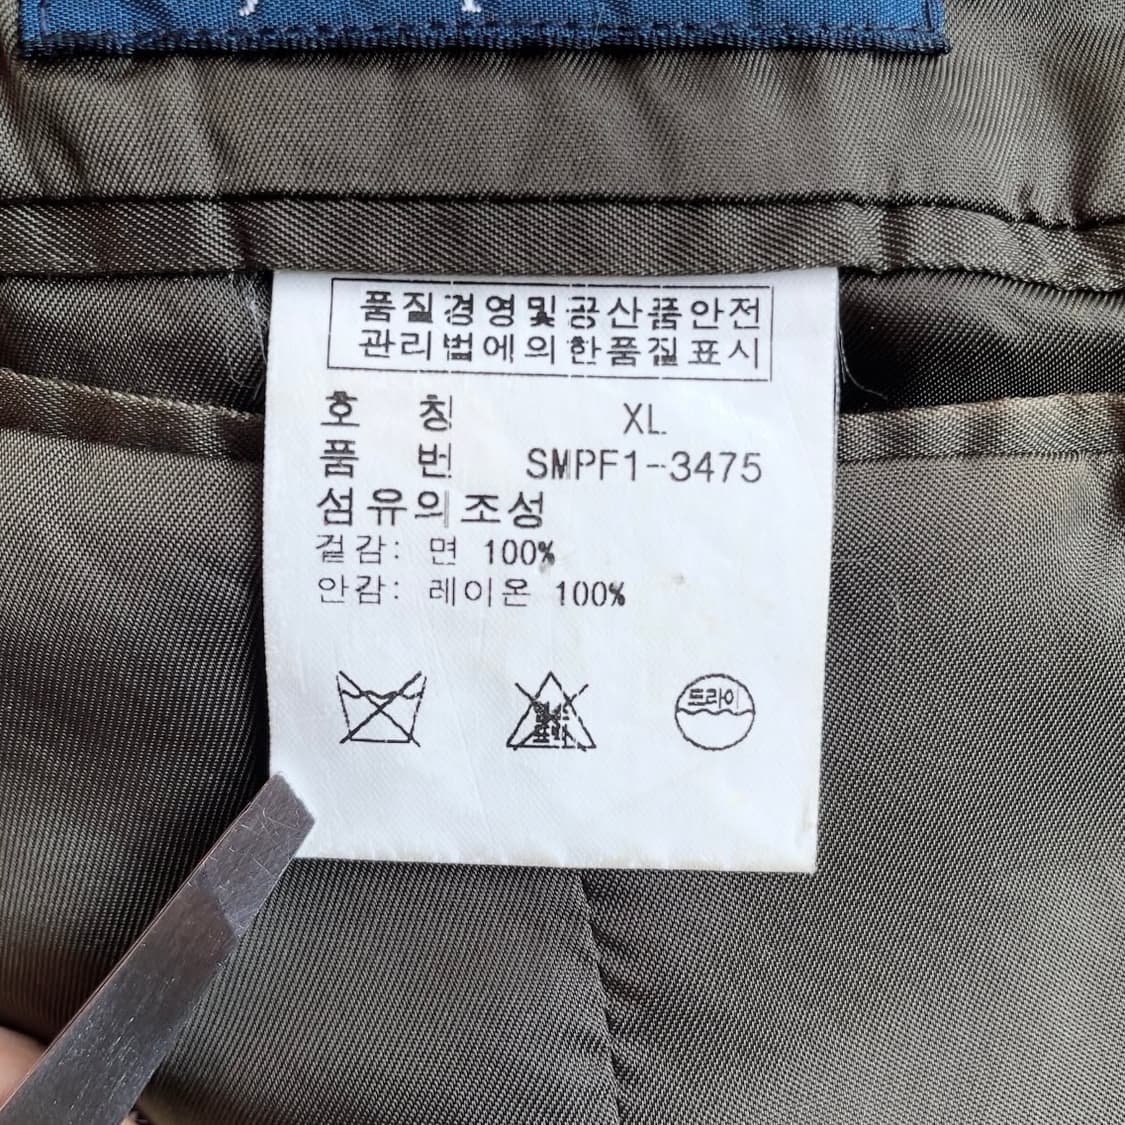 품질경영및공산품안전
관리법에의한품질표시
호 칭 XL
품 번 SMPF1-3475
섬유의조성
겉감: 면 100%
안감: 레이온 100%
드라이